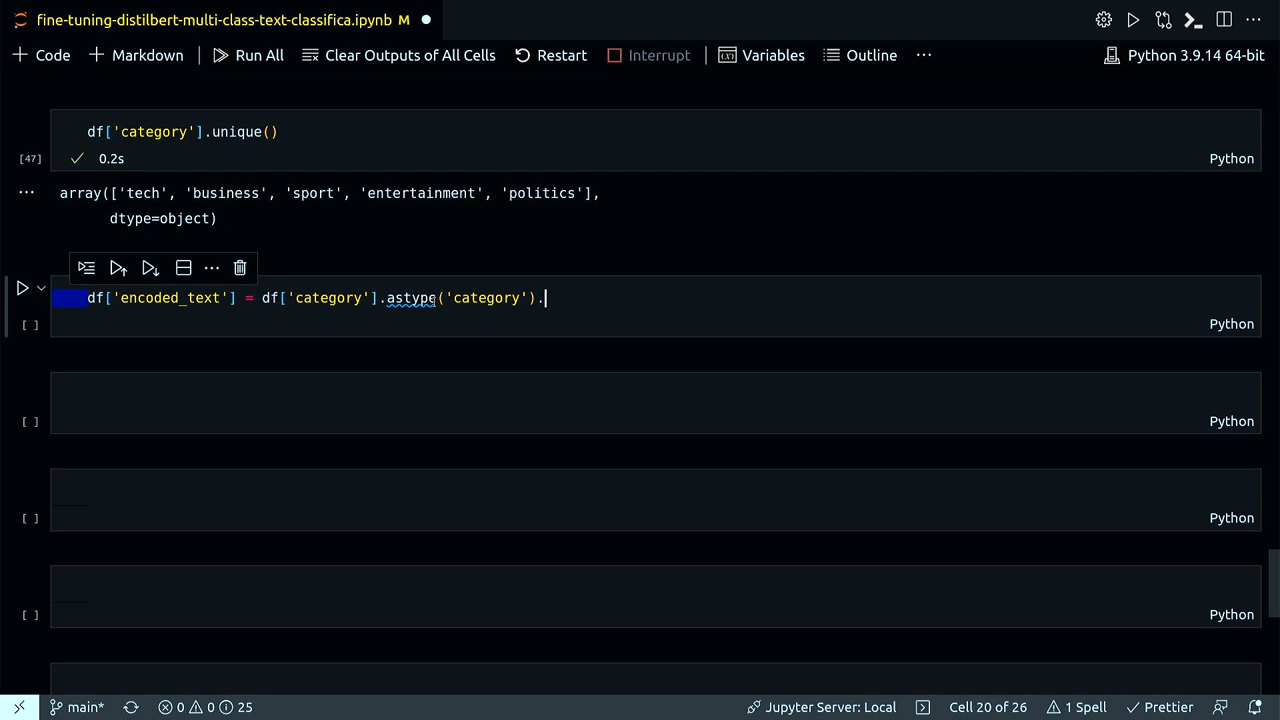 fine-tuning-distilbert-multi-class-text-classifica.ipynb M
Code Markdown Run All Clear Outputs of All Cells Restart Interrupt Variables Outline ... Python 3.9.14 64-bit
df['category'].unique()
[47] 0.2s Python
... array(['tech', 'business', 'sport', 'entertainment', 'politics'],
dtype=object)
df['encoded_text'] = df['category'].astype('category').
[ ] Python
[ ] Python
[ ] Python
[ ] Python
main* 0 0 25 Jupyter Server: Local Cell 20 of 26 1 Spell Prettier